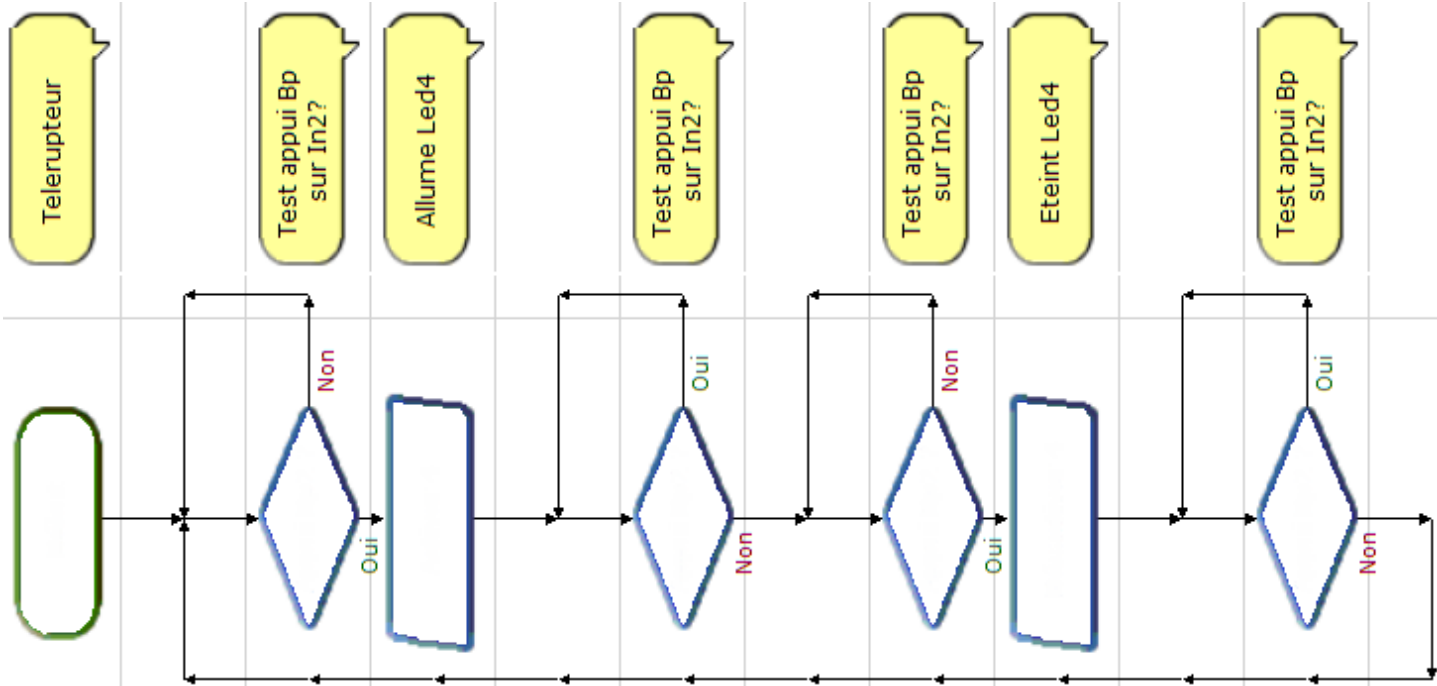 Telerupteur
Test appui Bp
sur In2?
Allume Led4
Test appui Bp
sur In2?
Test appui Bp
sur In2?
Eteint Led4
Test appui Bp
sur In2?
Non
Oui
Oui
Non
Non
Oui
Oui
Non